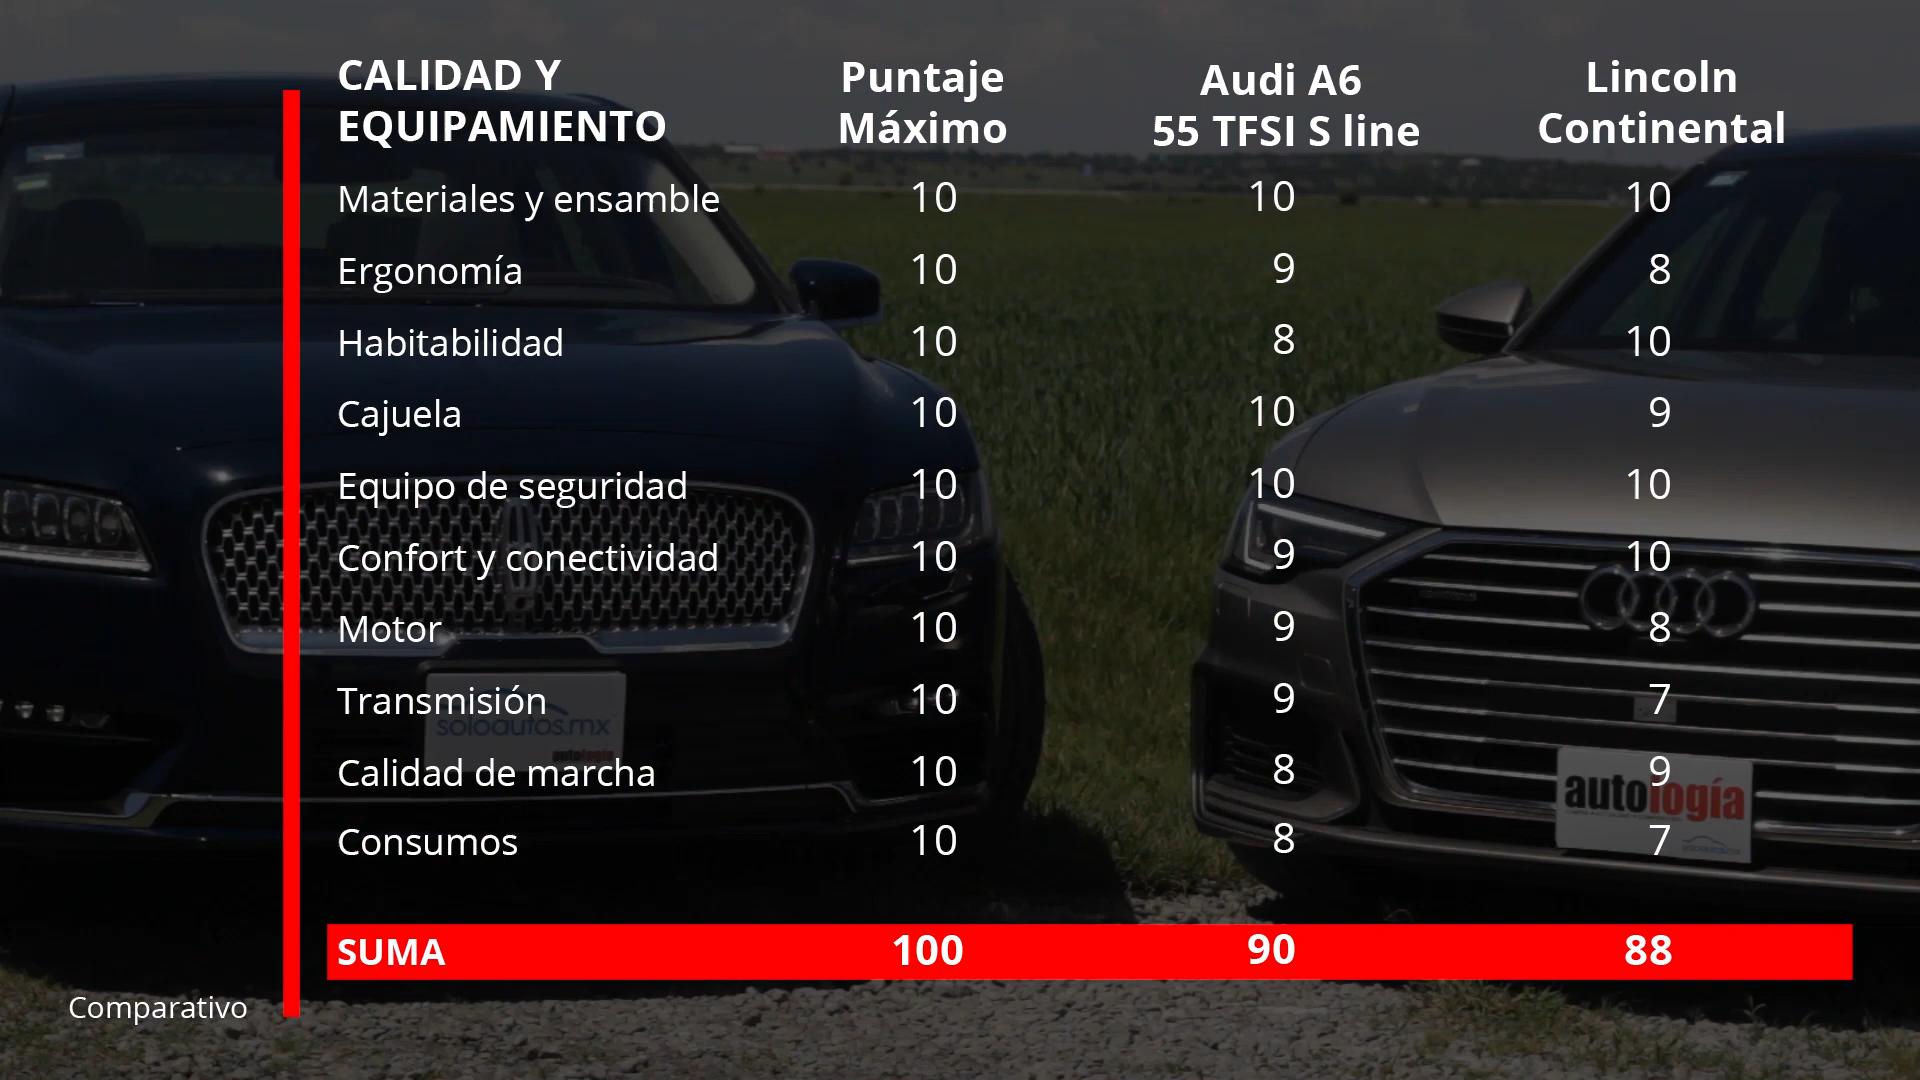 CALIDAD Y
EQUIPAMIENTO
Puntaje
Máximo
Audi A6
55 TFSI S line
Lincoln
Continental
Materiales y ensamble 10 10 10
Ergonomía 10 9 8
Habitabilidad 10 8 10
Cajuela 10 10 9
Equipo de seguridad 10 10 10
Confort y conectividad 10 9 10
Motor 10 9 8
Transmisión 10 9 7
soloautos.mx
autología
Calidad de marcha 10 8 9
autología
Consumos 10 8 7
SUMA 100 90 88
Comparativo